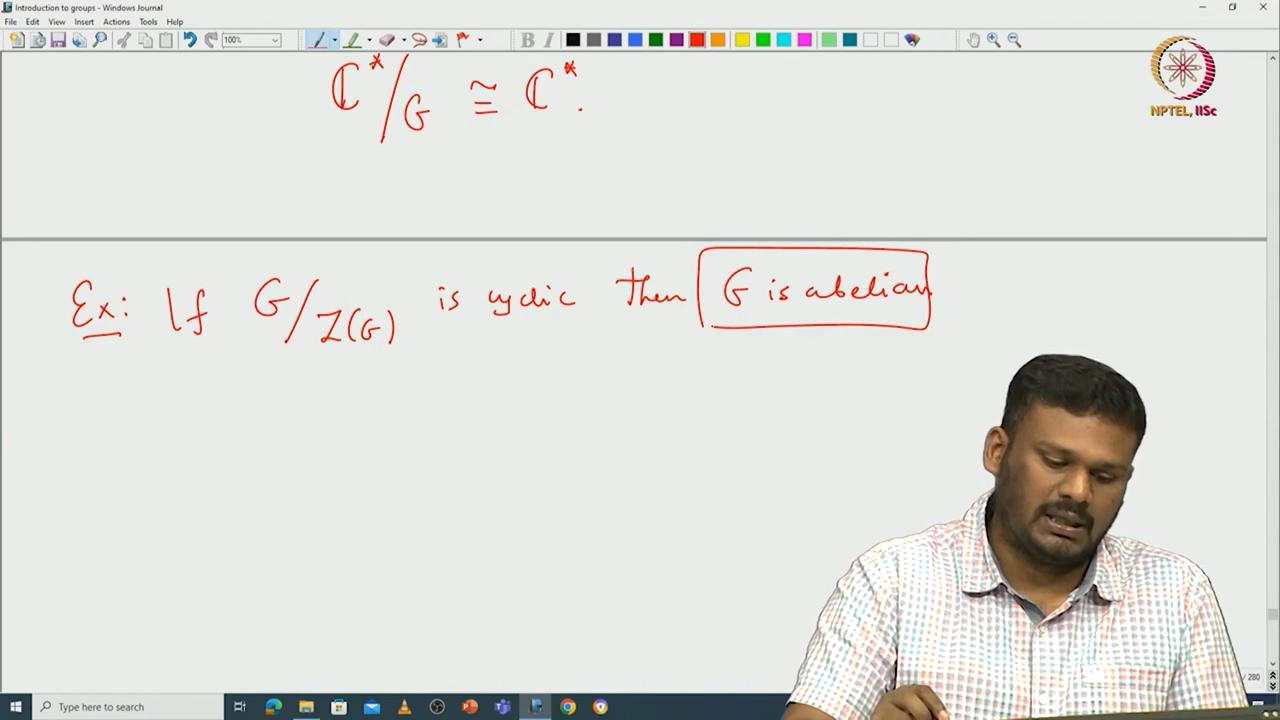 Introduction to groups - Windows Journal
File Edit View Insert Actions Tools Help
100%
B I
ℂ*/G ≅ ℂ*.
NPTEL, IISc
Ex: If G/Z(G) is cyclic then G is abelian
/ 280
Type here to search